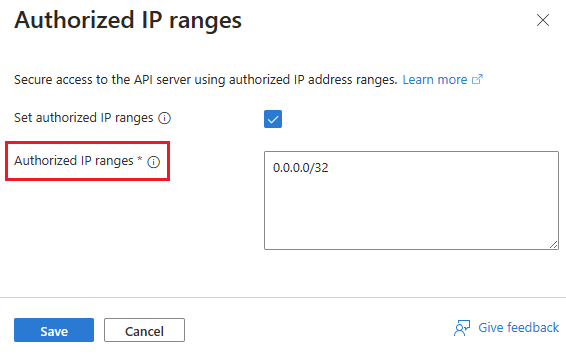 Authorized IP ranges
Secure access to the API server using authorized IP address ranges. Learn more
Set authorized IP ranges
Authorized IP ranges *
0.0.0.0/32
Save Cancel Give feedback